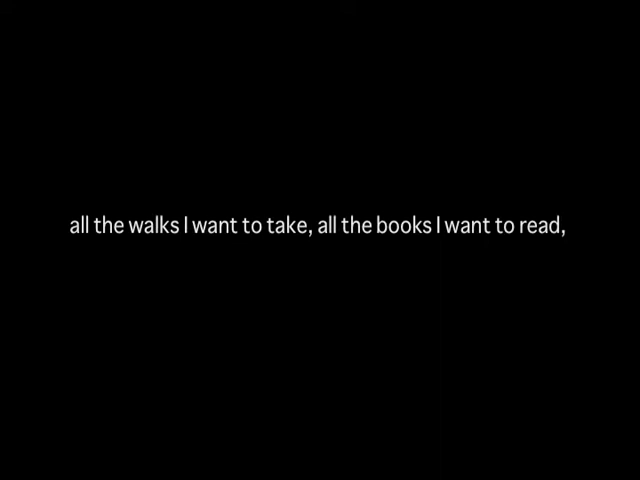 all the walks I want to take, all the books I want to read,